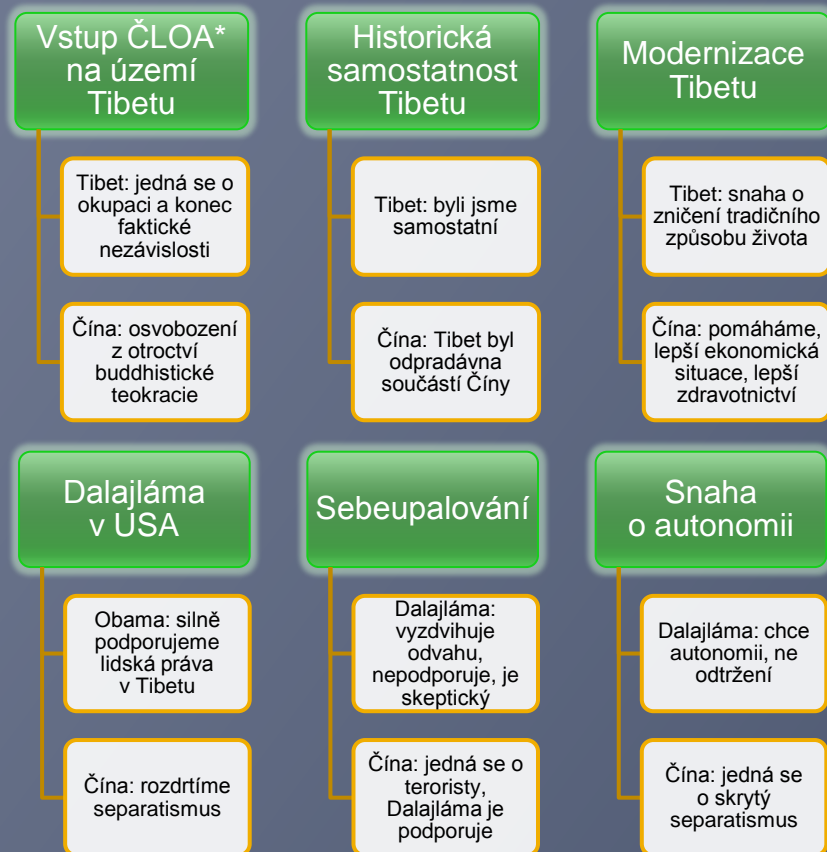 Vstup ČLOA*
na území
Tibetu
Tibet: jedná se o
okupaci a konec
faktické
nezávislosti
Čína: osvobození
z otroctví
buddhistické
teokracie
Historická
samostatnost
Tibetu
Tibet: byli jsme
samostatní
Čína: Tibet byl
odpradávna
součástí Číny
Modernizace
Tibetu
Tibet: snaha o
zničení tradičního
způsobu života
Čína: pomáháme,
lepší ekonomická
situace, lepší
zdravotnictví
Dalajláma
v USA
Obama: silně
podporujeme
lidská práva
v Tibetu
Čína: rozdrtíme
separatismus
Sebeupalování
Dalajláma:
vyzdvihuje
odvahu,
nepodporuje, je
skeptický
Čína: jedná se o
teroristy,
Dalajláma je
podporuje
Snaha
o autonomii
Dalajláma: chce
autonomii, ne
odtržení
Čína: jedná se
o skrytý
separatismus